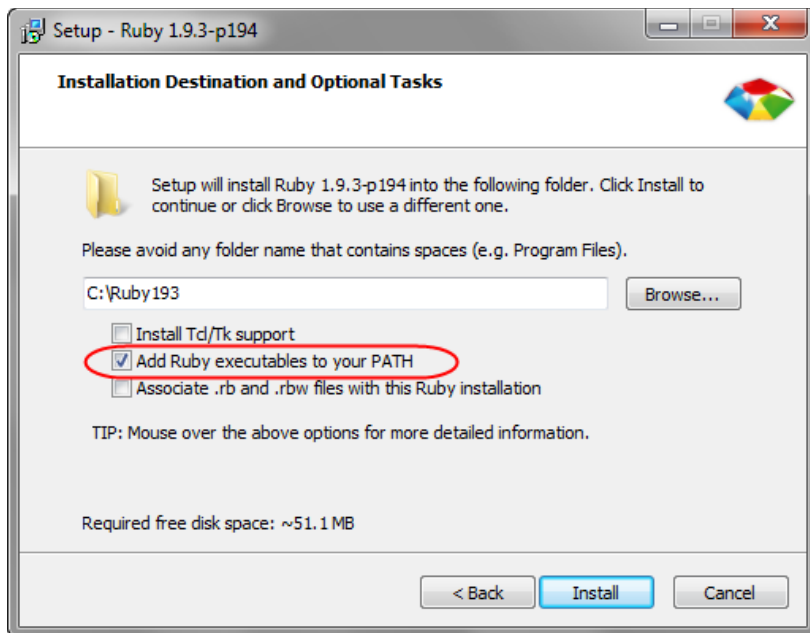 Setup - Ruby 1.9.3-p194
Installation Destination and Optional Tasks
Setup will install Ruby 1.9.3-p194 into the following folder. Click Install to
continue or click Browse to use a different one.
Please avoid any folder name that contains spaces (e.g. Program Files).
C:\Ruby193
Browse...
Install Tcl/Tk support
Add Ruby executables to your PATH
Associate .rb and .rbw files with this Ruby installation
TIP: Mouse over the above options for more detailed information.
Required free disk space: ~51.1 MB
< Back
Install
Cancel